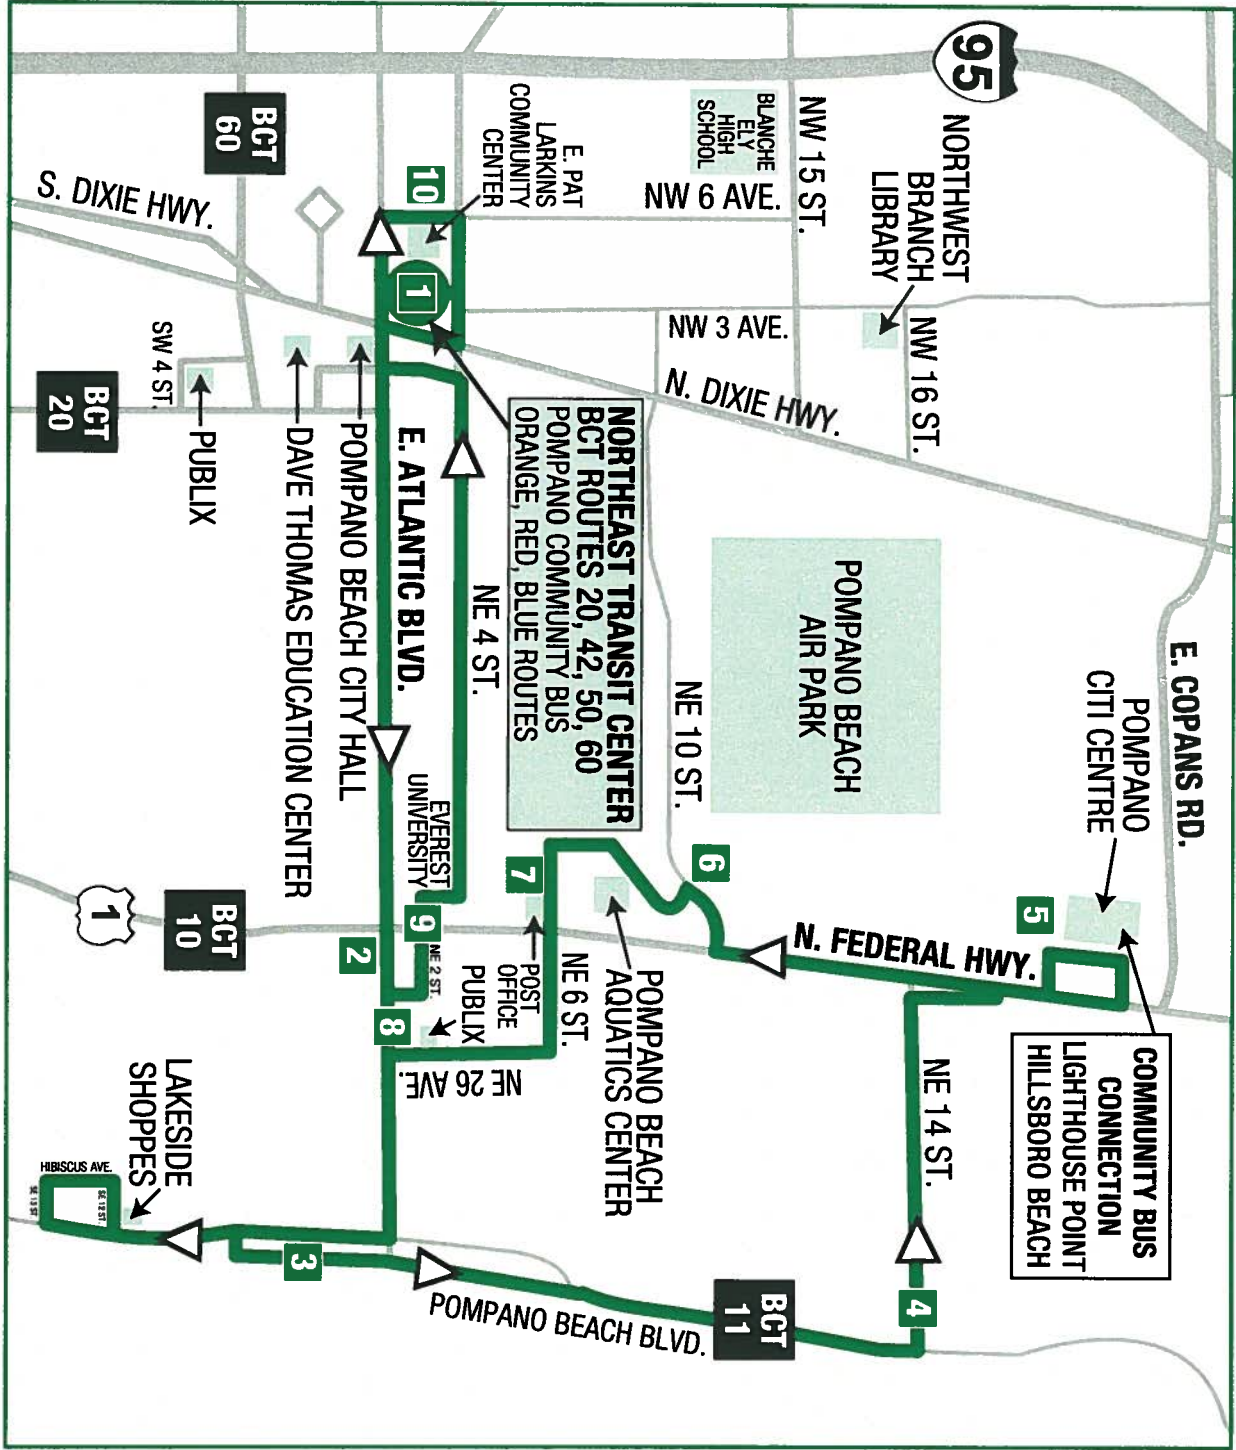 95
NORTHWEST
BRANCH
LIBRARY
NW 15 ST.
BLANCHE
ELY
HIGH
SCHOOL
NW 6 AVE.
E. PAT
LARKINS
COMMUNITY
CENTER
BCT
60
S. DIXIE HWY.
10
1
NW 3 AVE.
NW 16 ST.
N. DIXIE HWY.
SW 4 ST.
PUBLIX
BCT
20
DAVE THOMAS EDUCATION CENTER
POMPANO BEACH CITY HALL
E. ATLANTIC BLVD.
NE 4 ST.
NORTHEAST TRANSIT CENTER
BCT ROUTES 20, 42, 50, 60
POMPANO COMMUNITY BUS
ORANGE, RED, BLUE ROUTES
POMPANO BEACH
AIR PARK
NE 10 ST.
E. COPANS RD.
POMPANO
CITI CENTRE
5
6
7
EVEREST
UNIVERSITY
9
NE 2 ST.
2
8
BCT
10
1
N. FEDERAL HWY.
POST
OFFICE
PUBLIX
NE 6 ST.
POMPANO BEACH
AQUATICS CENTER
NE 26 AVE.
NE 14 ST.
COMMUNITY BUS
CONNECTION
LIGHTHOUSE POINT
HILLSBORO BEACH
LAKESIDE
SHOPPES
HIBISCUS AVE.
SE 12 ST.
SE 13 ST.
3
4
POMPANO BEACH BLVD.
BCT
11